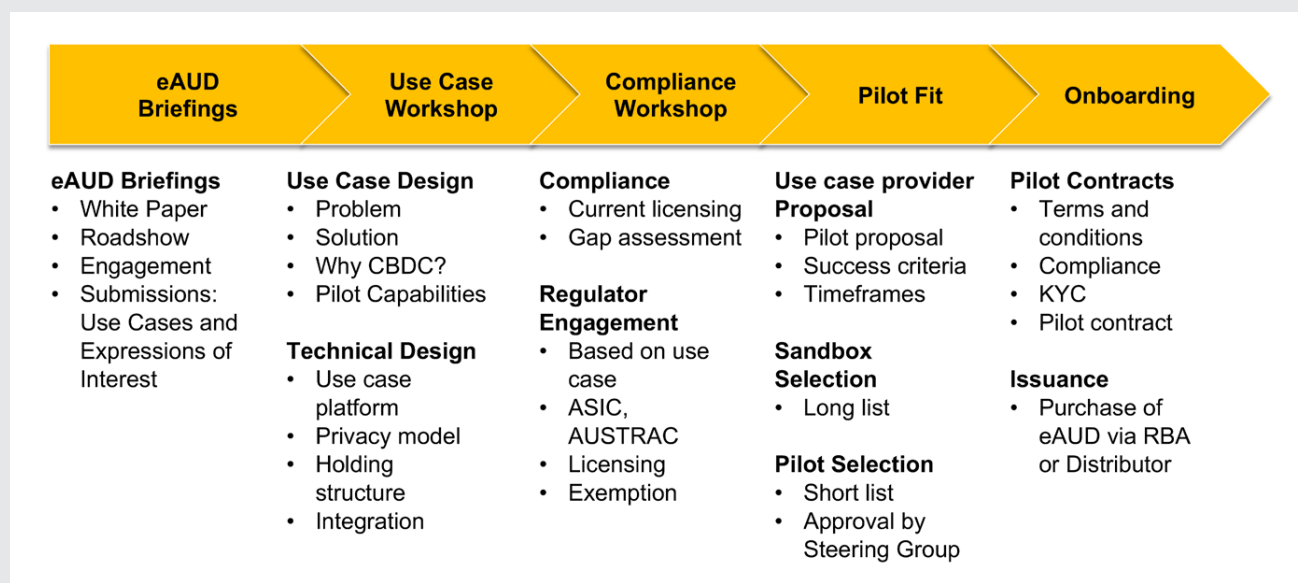 eAUD
Briefings
Use Case
Workshop
Compliance
Workshop
Pilot Fit
Onboarding
eAUD Briefings
• White Paper
• Roadshow
• Engagement
• Submissions:
Use Cases and
Expressions of
Interest
Use Case Design
• Problem
• Solution
• Why CBDC?
• Pilot Capabilities
Technical Design
• Use case
platform
• Privacy model
• Holding
structure
• Integration
Compliance
• Current licensing
• Gap assessment
Regulator
Engagement
• Based on use
case
• ASIC,
AUSTRAC
• Licensing
• Exemption
Use case provider
Proposal
• Pilot proposal
• Success criteria
• Timeframes
Sandbox
Selection
• Long list
Pilot Selection
• Short list
• Approval by
Steering Group
Pilot Contracts
• Terms and
conditions
• Compliance
• KYC
• Pilot contract
Issuance
• Purchase of
eAUD via RBA
or Distributor